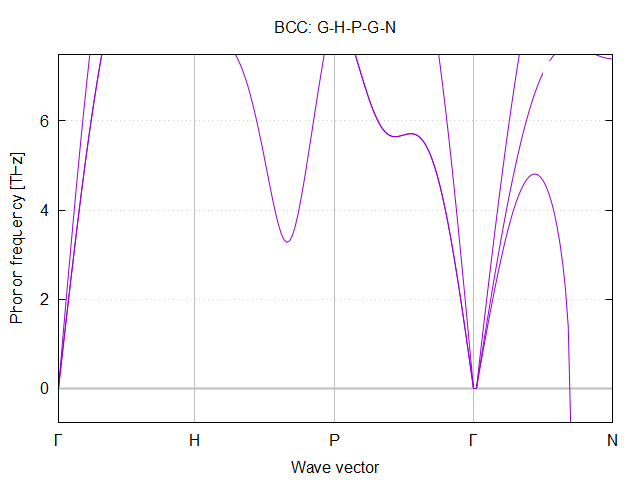 BCC: G-H-P-G-N
Phonon frequency [THz]
6
4
2
0
Γ H P Γ N
Wave vector